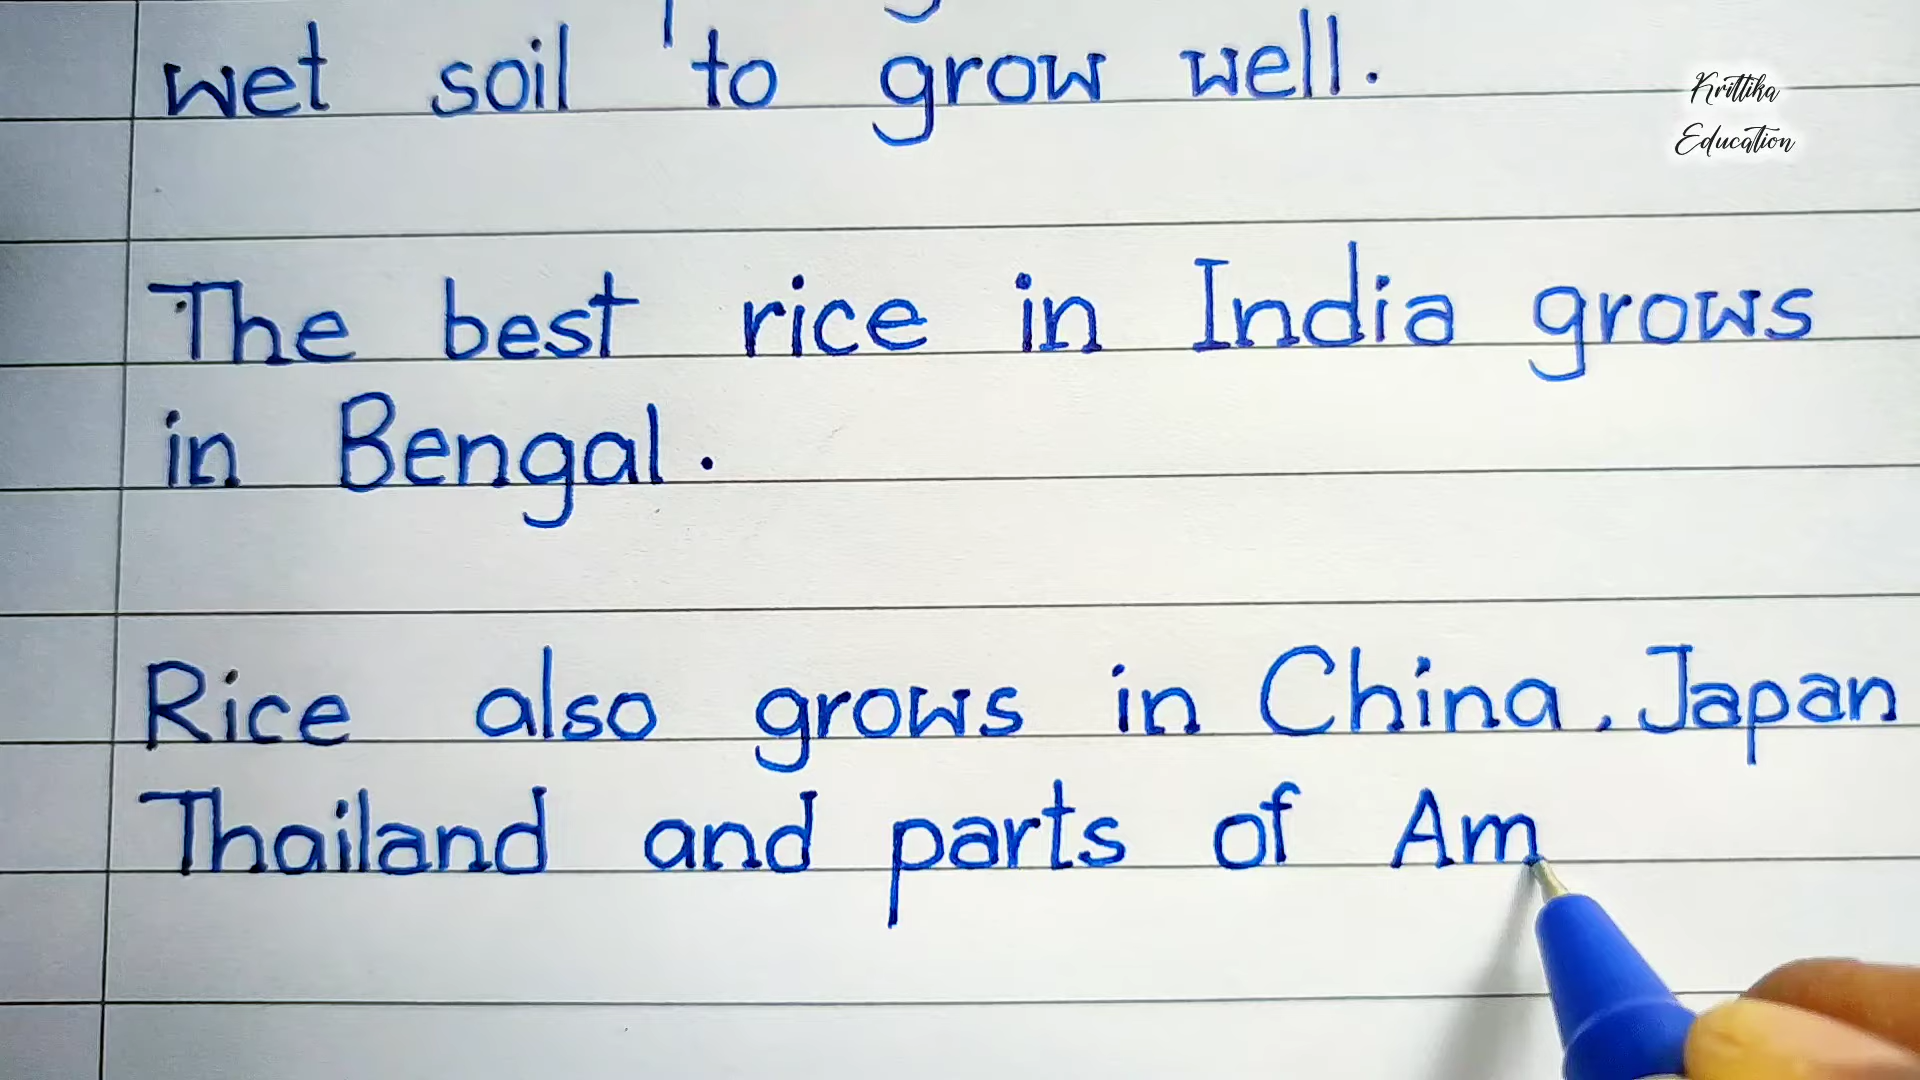 wet soil to grow well.
Krittika
Education
The best rice in India grows
in Bengal.
Rice also grows in China, Japan
Thailand and parts of Am